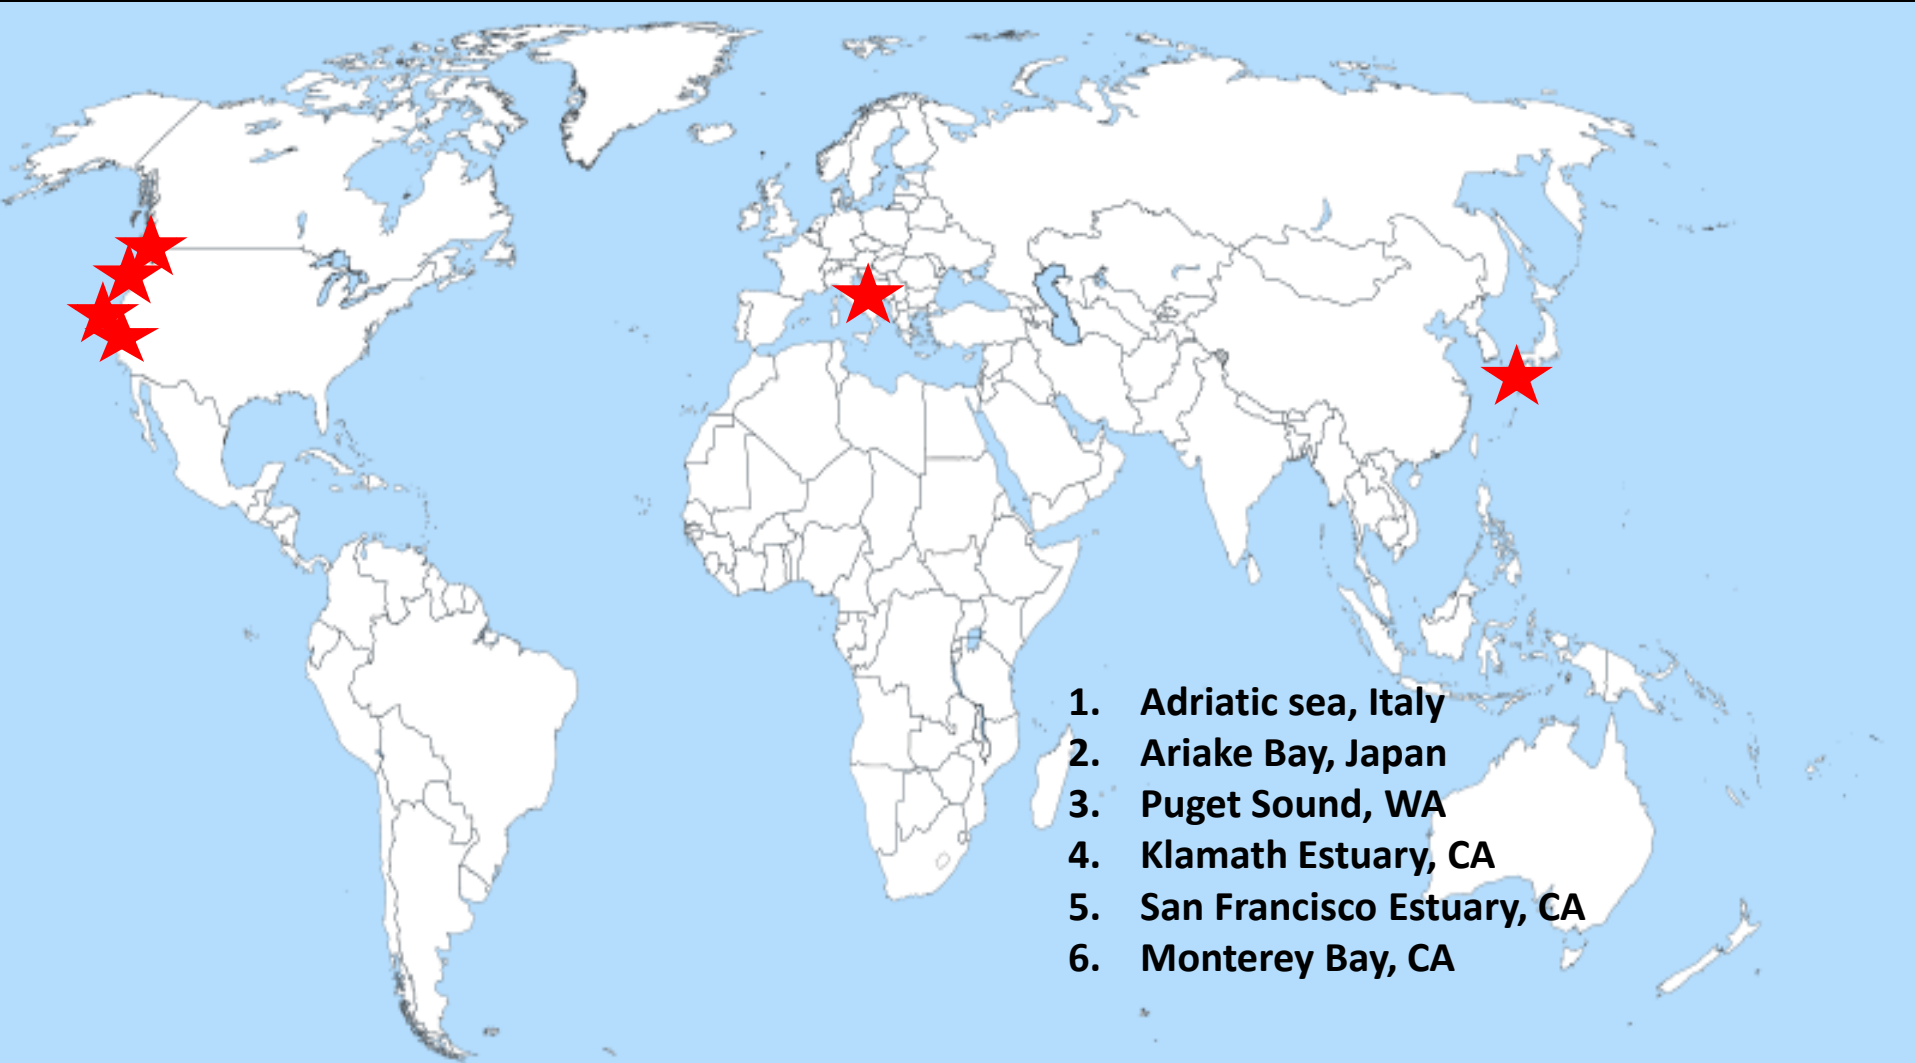 1. Adriatic sea, Italy
2. Ariake Bay, Japan
3. Puget Sound, WA
4. Klamath Estuary, CA
5. San Francisco Estuary, CA
6. Monterey Bay, CA